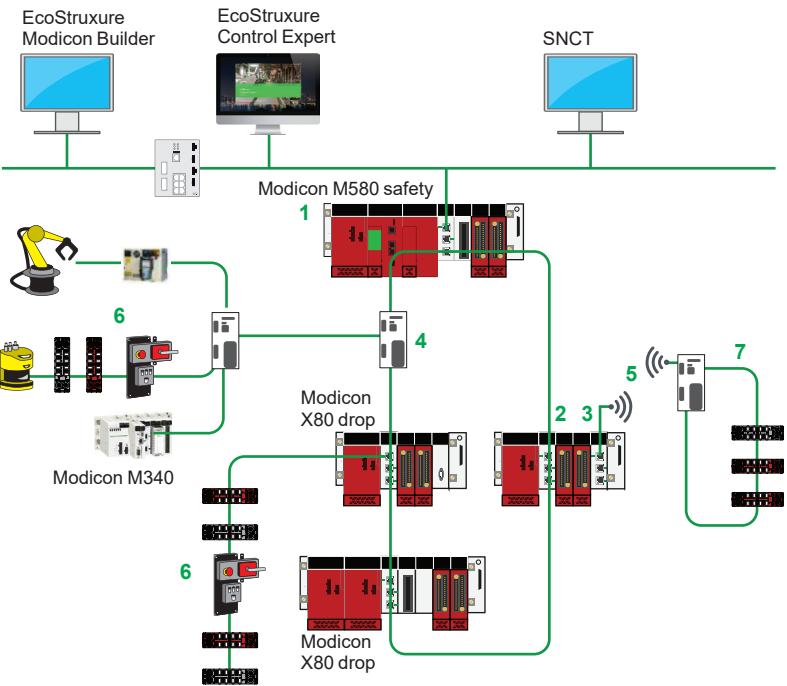 EcoStruxure
Modicon Builder
EcoStruxure
Control Expert
SNCT
Modicon M580 safety
1
6
4
5
7
Modicon
X80 drop
2
3
Modicon M340
6
Modicon
X80 drop